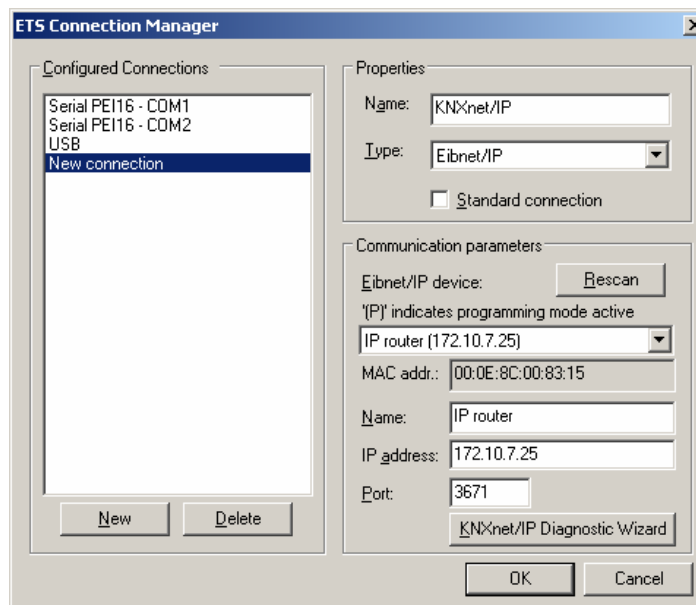 ETS Connection Manager
Configured Connections
Serial PEI16 - COM1
Serial PEI16 - COM2
USB
New connection
New
Delete
Properties
Name: KNXnet/IP
Type: Eibnet/IP
Standard connection
Communication parameters
Eibnet/IP device: Rescan
'(P)' indicates programming mode active
IP router (172.10.7.25)
MAC addr.: 00:0E:8C:00:83:15
Name: IP router
IP address: 172.10.7.25
Port: 3671
KNXnet/IP Diagnostic Wizard
OK
Cancel